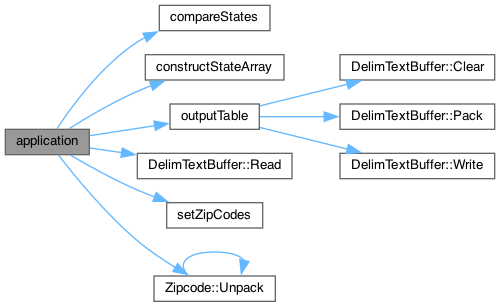 compareStates
constructStateArray
DelimTextBuffer::Clear
outputTable
DelimTextBuffer::Pack
application
DelimTextBuffer::Read
DelimTextBuffer::Write
setZipCodes
Zipcode::Unpack